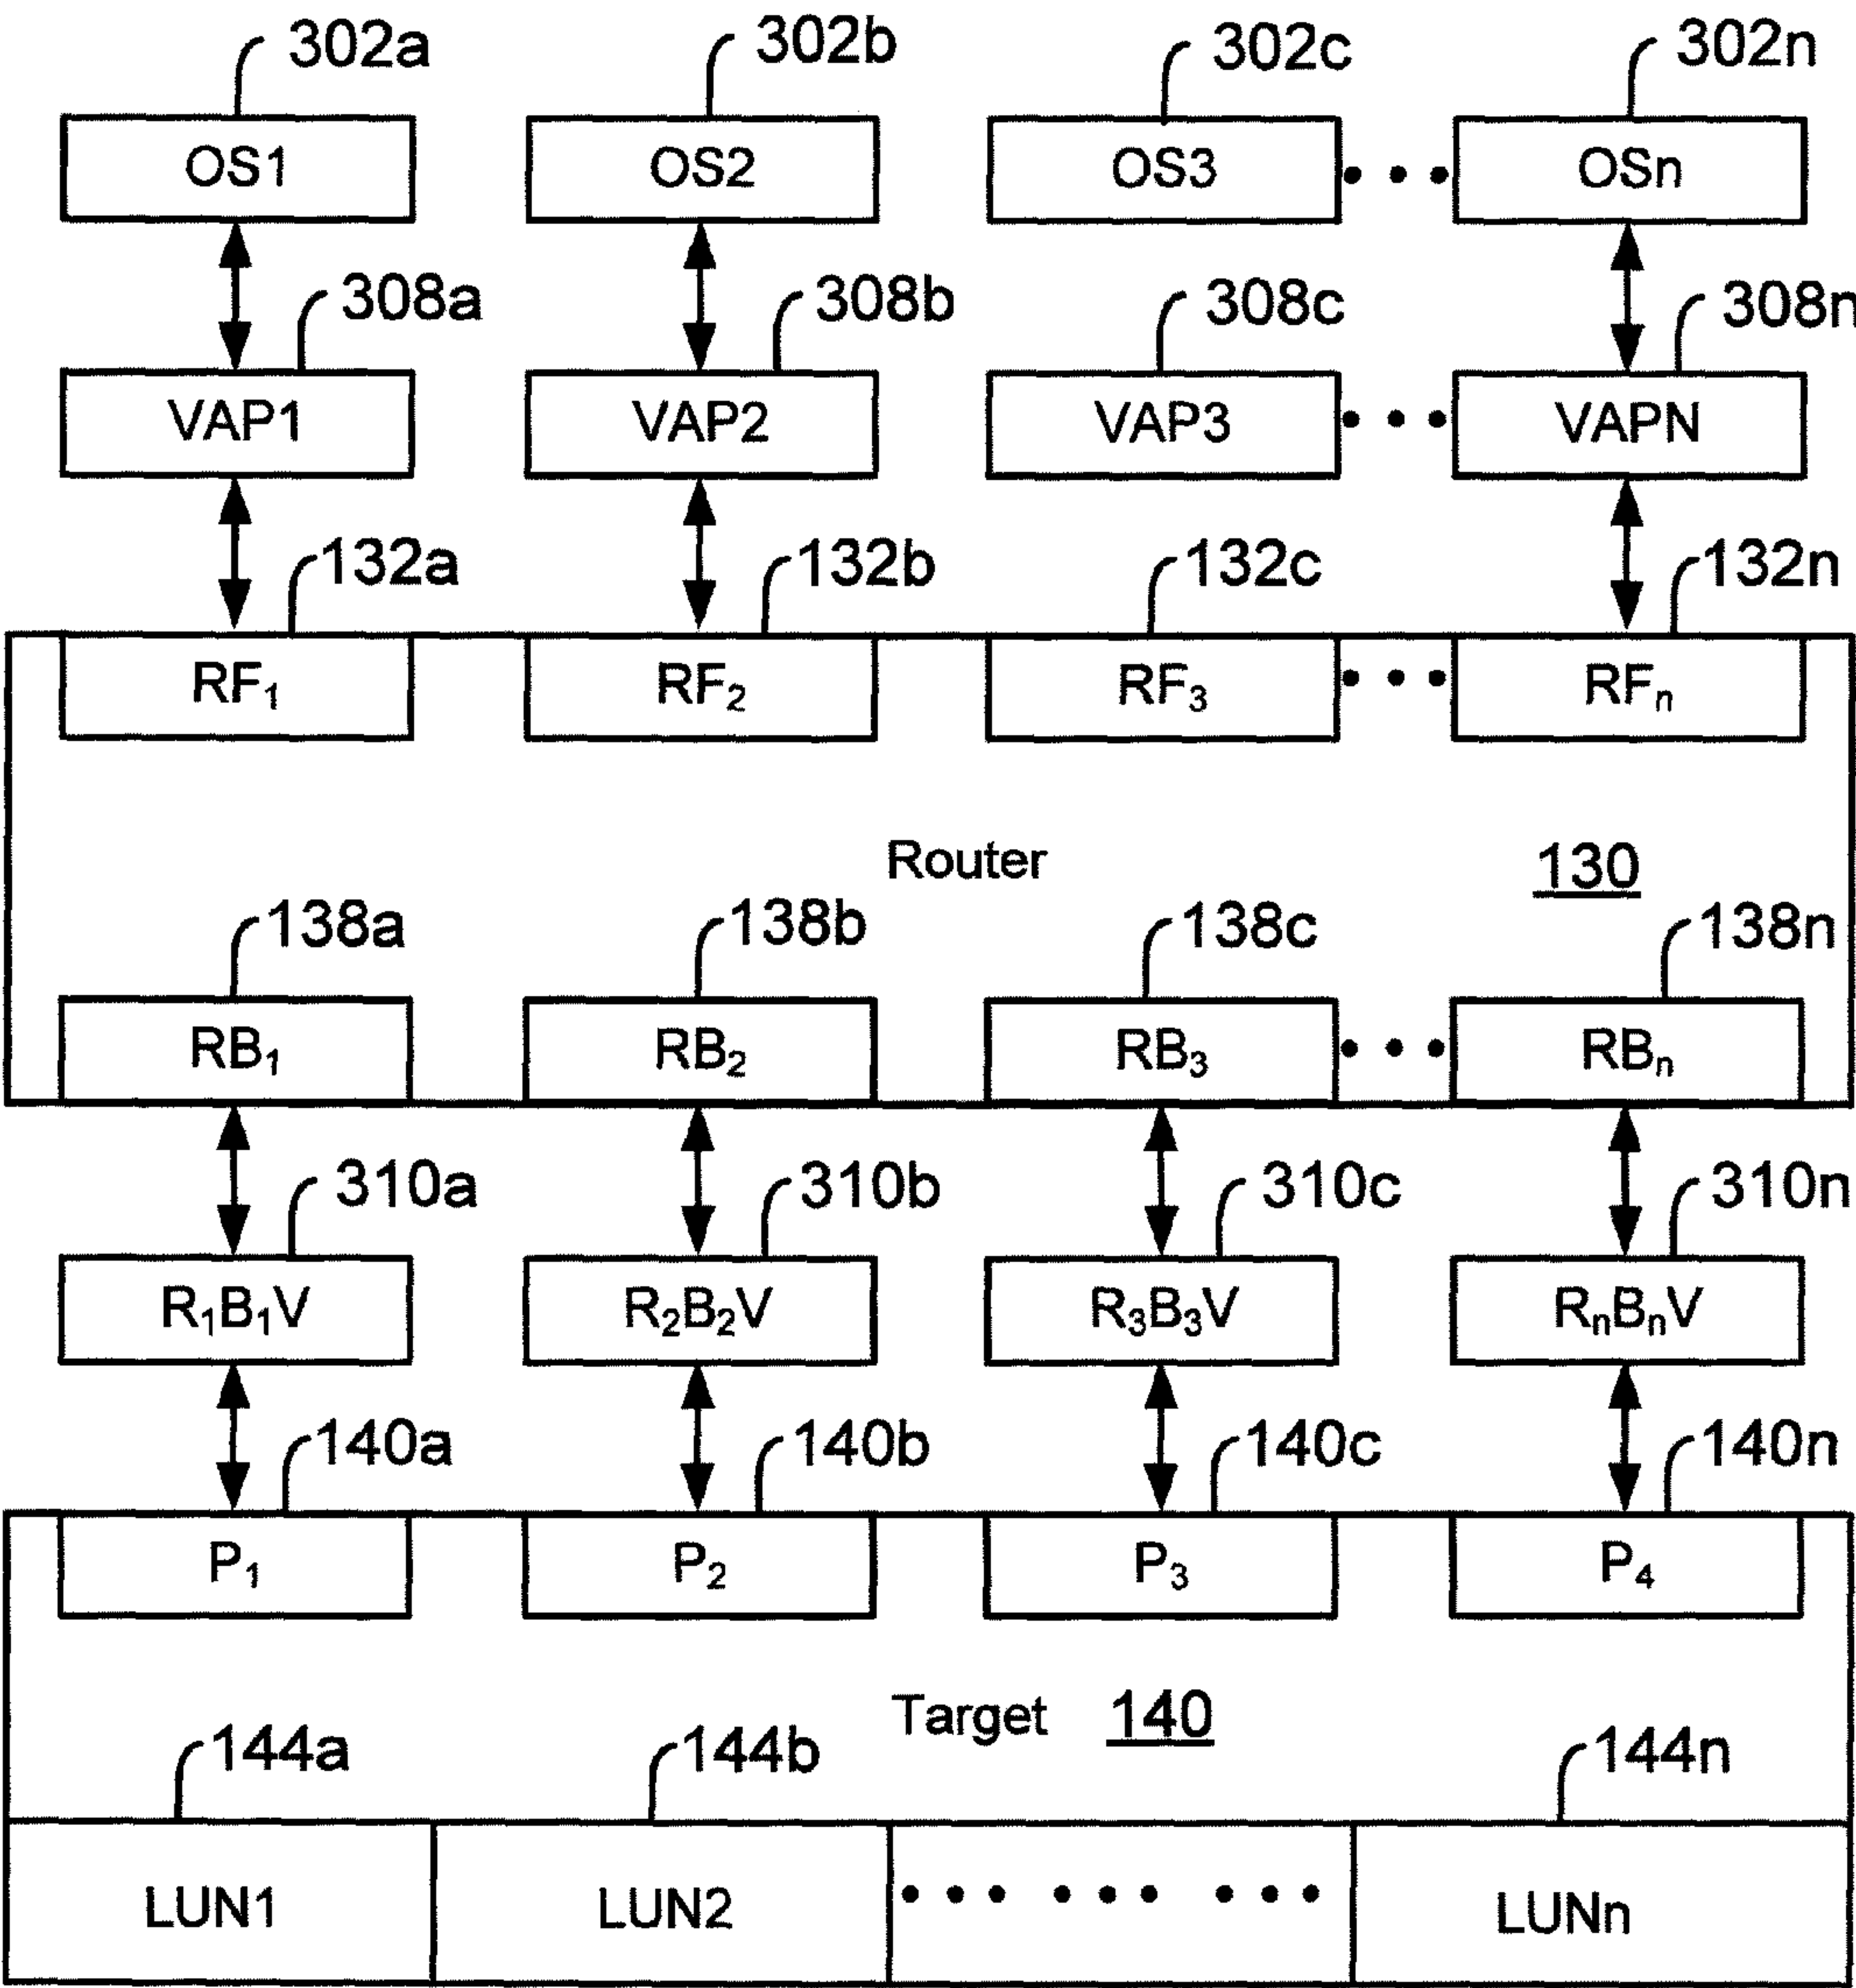 302a 302b 302c 302n
OS1 OS2 OS3 OSn
308a 308b 308c 308n
VAP1 VAP2 VAP3 VAPN
132a 132b 132c 132n
RF₁ RF₂ RF₃ RFₙ
Router 130
138a 138b 138c 138n
RB₁ RB₂ RB₃ RBₙ
310a 310b 310c 310n
R₁B₁V R₂B₂V R₃B₃V RₙBₙV
140a 140b 140c 140n
P₁ P₂ P₃ P₄
Target 140
144a 144b 144n
LUN1 LUN2 LUNn